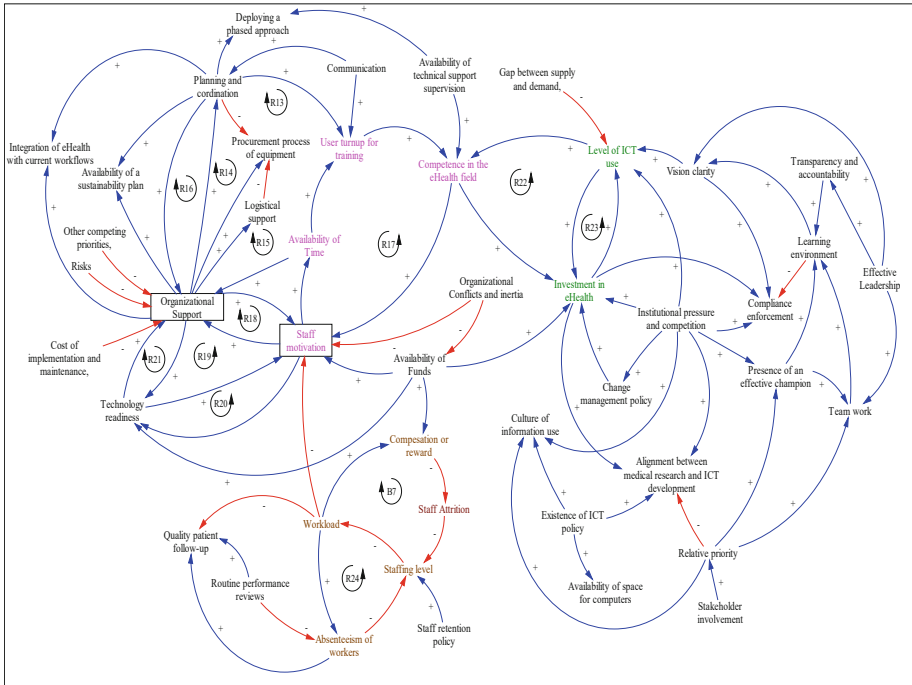 Deploying a
phased approach
Communication
Availability of
technical support
supervision
Gap between supply
and demand,
Planning and
cordination
R13
Procurement process
of equipment
User turnup for
training
Integration of eHealth
with current workflows
Availability of a
sustainability plan
R16
R14
Competence in the
eHealth field
R22
Level of ICT
use
Vision clarity
Transparency and
accountability
Logistical
support
R15
Availability of
Time
R17
R23
Learning
environment
Other competing
priorities,
Risks
Organizational
Support
R18
Organizational
Conflicts and inertia
Investment in
eHealth
Institutional pressure
and competition
Compliance
enforcement
Effective
Leadership
Cost of
implementation and
maintenance,
R21
R19
Staff
motivation
R20
Availability of
Funds
Change
management policy
Presence of an
effective champion
Team work
Technology
readiness
Culture of
information use
Compesation or
reward
Alignment between
medical research and ICT
development
B7
Staff Attrition
Workload
Existence of ICT
policy
Quality patient
follow-up
Relative priority
R24
Staffing level
Routine performance
reviews
Availability of space
for computers
Stakeholder
involvement
Staff retention
policy
Absenteeism of
workers